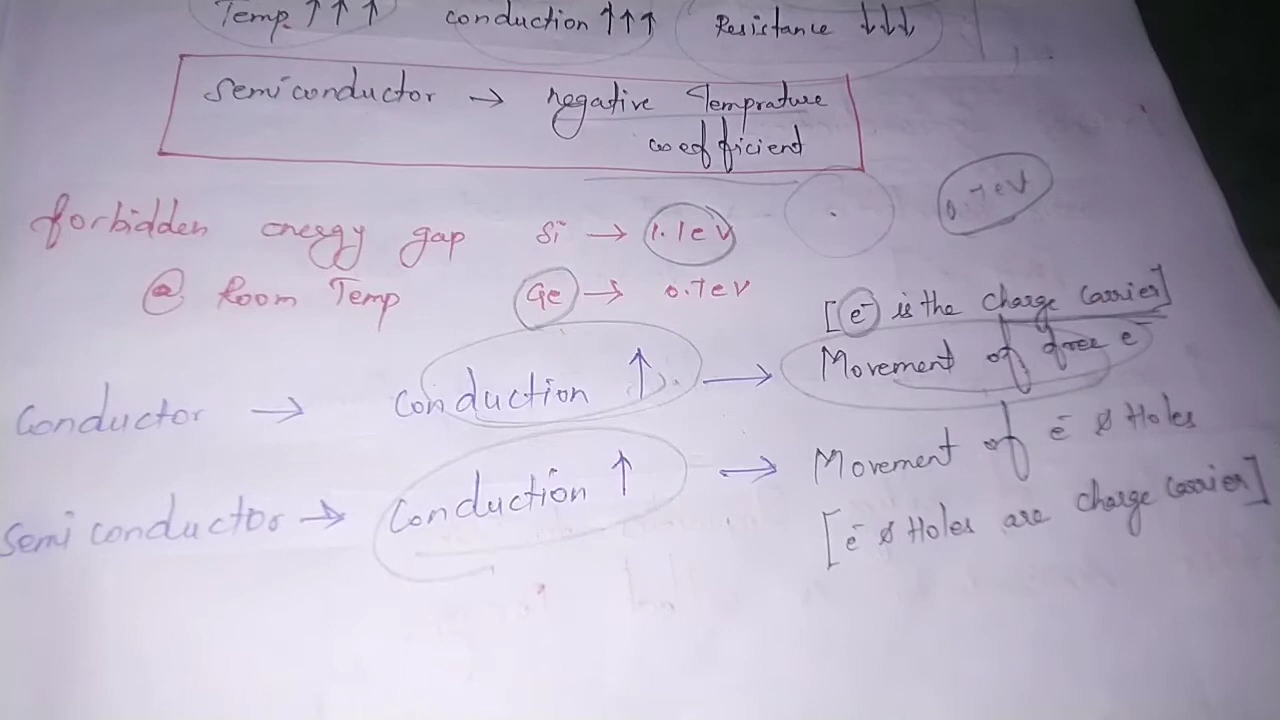 Temp ↑↑↑ conduction ↑↑↑ Resistance ↓↓↓
Semiconductor → negative Temprature
coefficient
0.7eV
forbidden energy gap Si → 1.1eV
@ Room Temp Ge → 0.7eV
[e⁻ is the charge carrier]
Conductor → Conduction ↑ → Movement of free e⁻
Semiconductor → Conduction ↑ → Movement of e⁻ & Holes
[e⁻ & Holes are charge carrier]